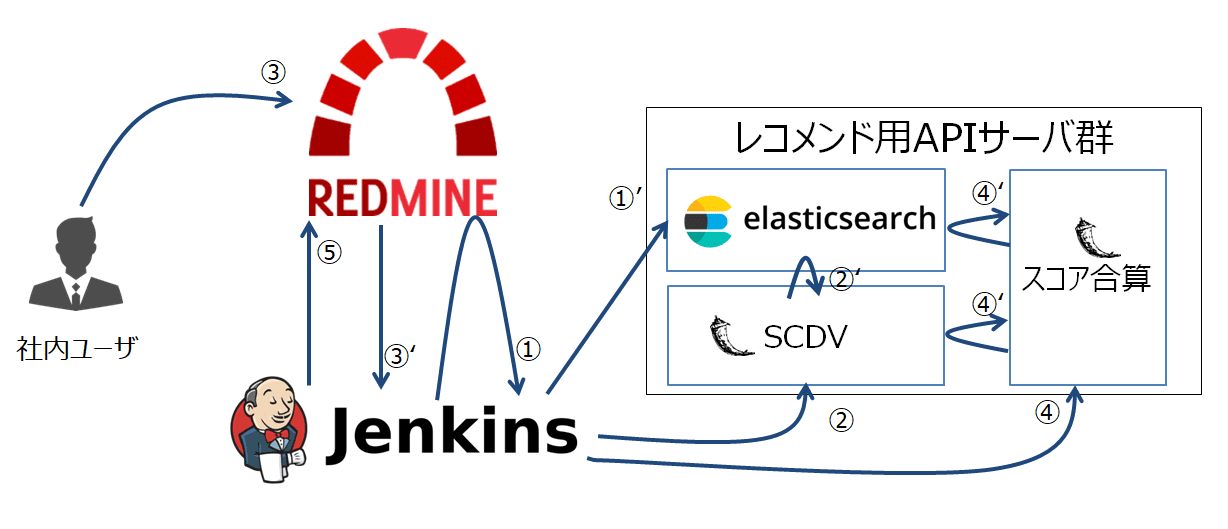 ③
REDMINE
社内ユーザ
⑤
③‘
①
Jenkins
①’
②
④
レコメンド用APIサーバ群
elasticsearch
④‘
スコア合算
②‘
④‘
SCDV